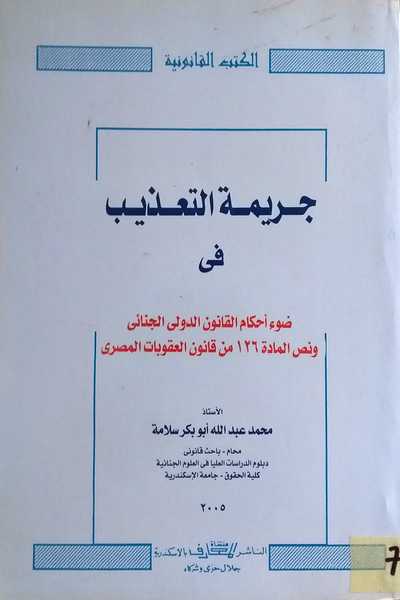 الكتب القانونية
جريمة التعذيب
فى
ضوء أحكام القانون الدولى الجنائى
ونص المادة ١٢٦ من قانون العقوبات المصرى
الأستاذ
محمد عبد الله أبو بكر سلامة
محام - باحث قانونى
دبلوم الدراسات العليا فى العلوم الجنائية
كلية الحقوق - جامعة الإسكندرية
٢٠٠٥
الناشر منشأة المعارف بالاسكندرية
جلال حزى وشركاه
7